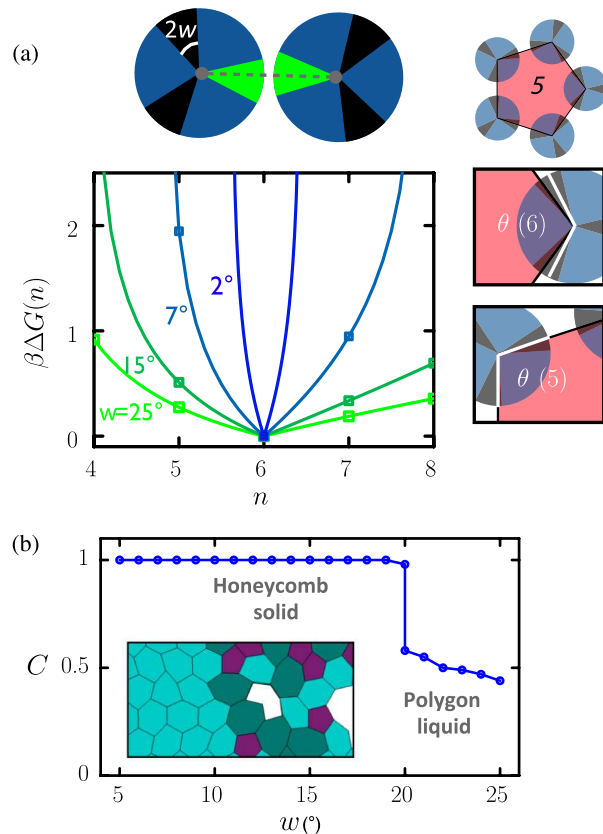 (a)
2w
5
θ (6)
θ (5)
βΔG(n)
2
1
0
2°
7°
15°
w=25°
4 5 6 7 8
n
(b)
1
0.5
0
C
Honeycomb
solid
Polygon
liquid
5 10 15 20 25
w(°)